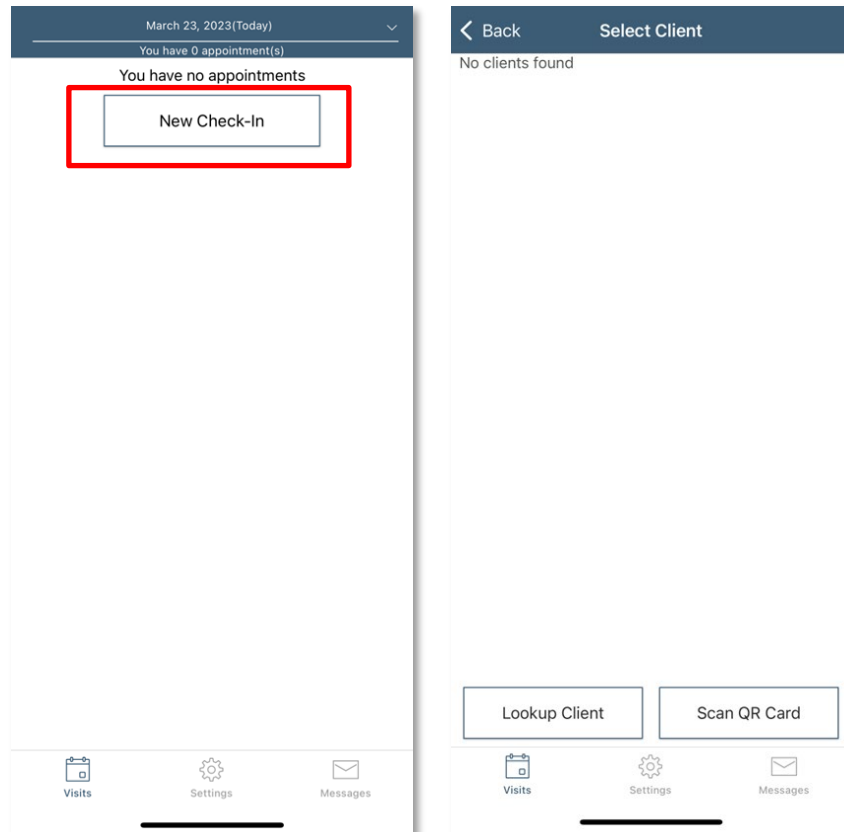 March 23, 2023(Today)
You have 0 appointment(s)
You have no appointments
New Check-In
Visits
Settings
Messages
Back
Select Client
No clients found
Lookup Client
Scan QR Card
Visits
Settings
Messages